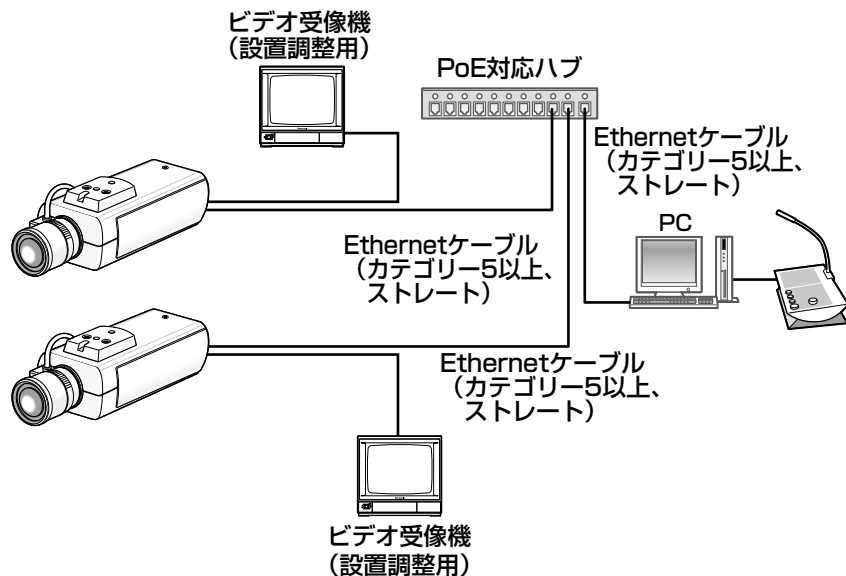 ビデオ受像機
（設置調整用）
PoE対応ハブ
Ethernetケーブル
（カテゴリー5以上、
ストレート）
PC
Ethernetケーブル
（カテゴリー5以上、
ストレート）
Ethernetケーブル
（カテゴリー5以上、
ストレート）
ビデオ受像機
（設置調整用）